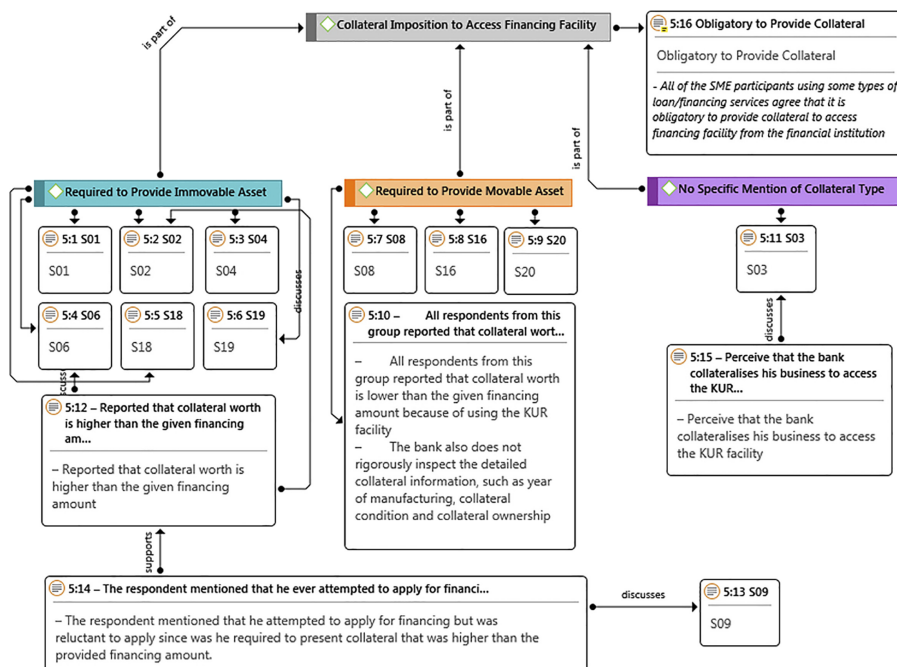 Collateral Imposition to Access Financing Facility
is part of
is part of
is part of
5:16 Obligatory to Provide Collateral
Obligatory to Provide Collateral
- All of the SME participants using some types of
loan/financing services agree that it is
obligatory to provide collateral to access
financing facility from the financial institution
Required to Provide Immovable Asset
Required to Provide Movable Asset
No Specific Mention of Collateral Type
5:1 S01
S01
5:2 S02
S02
5:3 S04
S04
5:4 S06
S06
5:5 S18
S18
5:6 S19
S19
discusses
5:7 S08
S08
5:8 S16
S16
5:9 S20
S20
5:11 S03
S03
5:10 – All respondents from this
group reported that collateral wort...
– All respondents from this
group reported that collateral worth
is lower than the given financing
amount because of using the KUR
facility
– The bank also does not
rigorously inspect the detailed
collateral information, such as year
of manufacturing, collateral
condition and collateral ownership
discusses
5:15 – Perceive that the bank
collateralises his business to access
the KUR...
– Perceive that the bank
collateralises his business to access
the KUR facility
5:12 – Reported that collateral worth
is higher than the given financing
am...
– Reported that collateral worth is
higher than the given financing
amount
supports
5:14 – The respondent mentioned that he ever attempted to apply for financi...
– The respondent mentioned that he attempted to apply for financing but was
reluctant to apply since was he required to present collateral that was higher than the
provided financing amount.
discusses
5:13 S09
S09